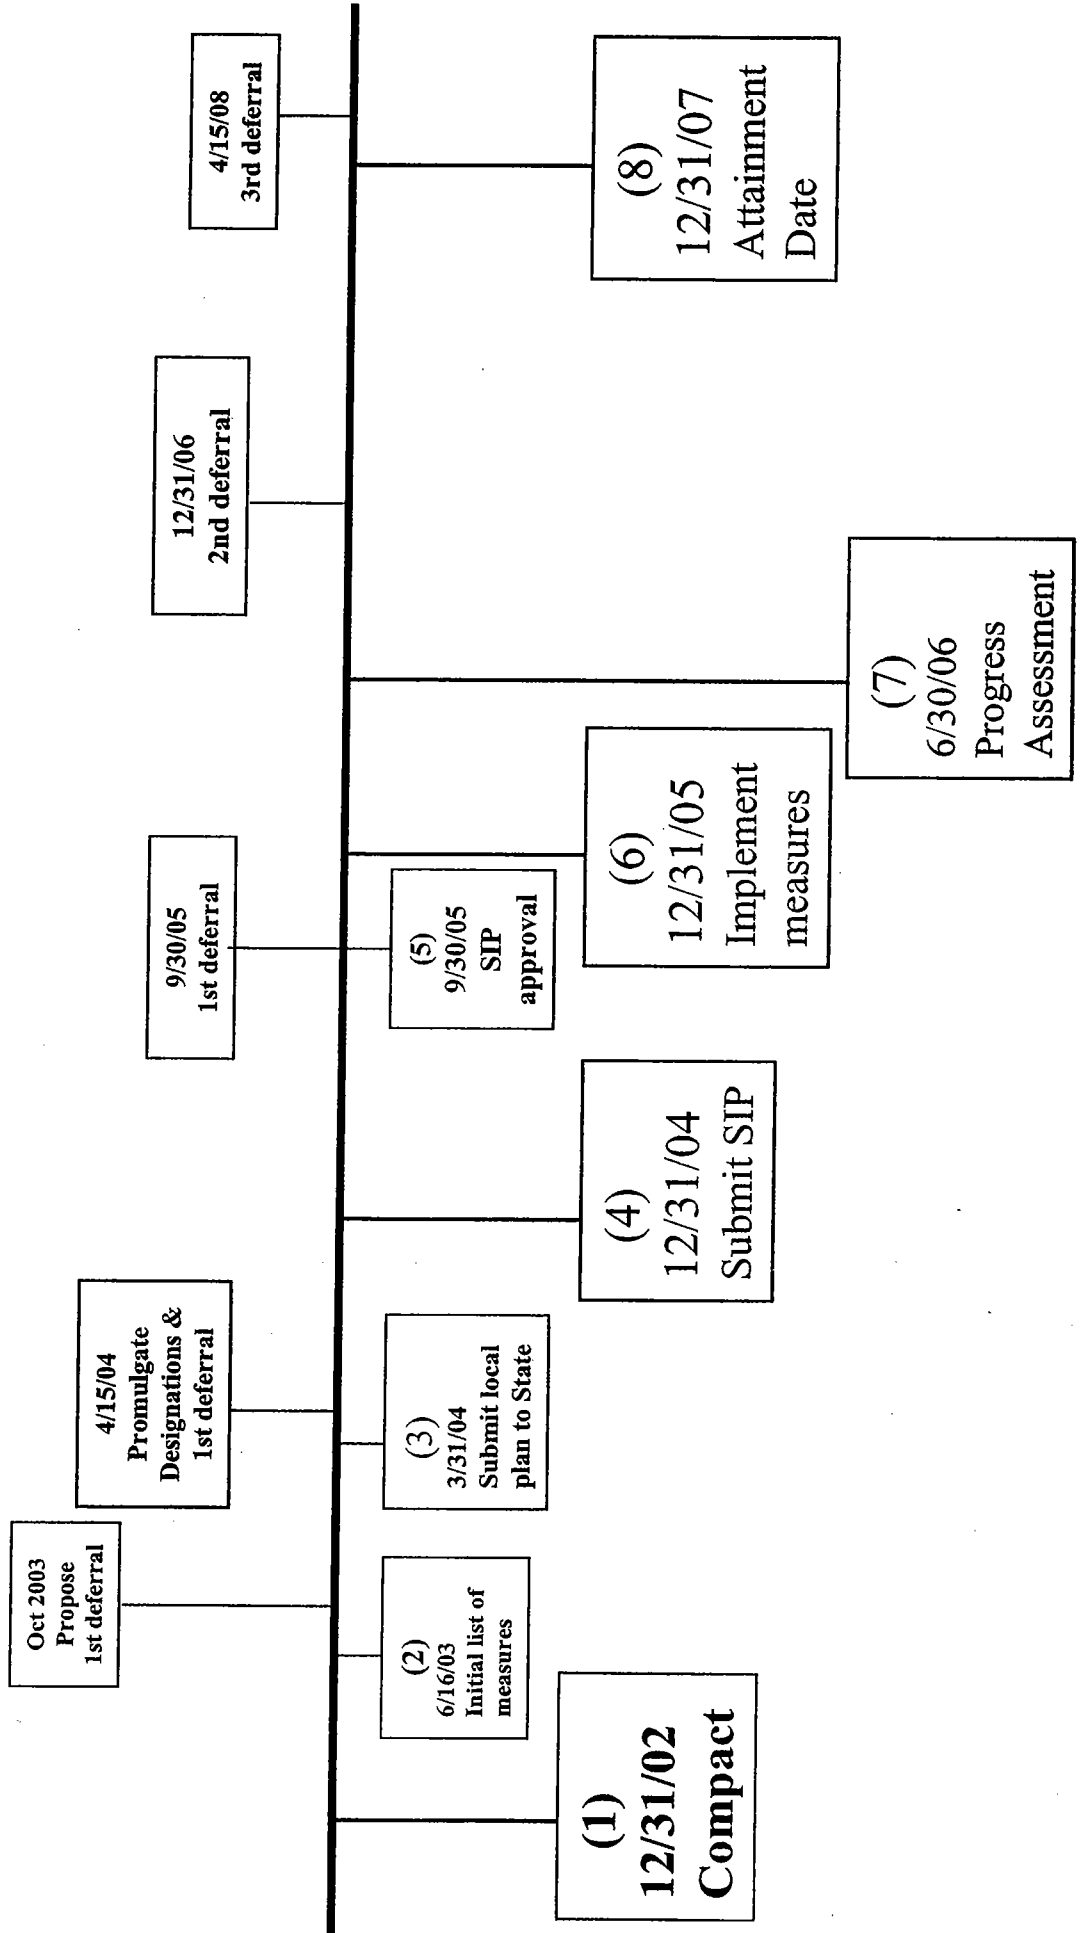 Oct 2003
Propose
1st deferral
4/15/04
Promulgate
Designations &
1st deferral
9/30/05
1st deferral
12/31/06
2nd deferral
4/15/08
3rd deferral
(1)
12/31/02
Compact
(2)
6/16/03
Initial list of
measures
(3)
3/31/04
Submit local
plan to State
(4)
12/31/04
Submit SIP
(5)
9/30/05
SIP
approval
(6)
12/31/05
Implement
measures
(7)
6/30/06
Progress
Assessment
(8)
12/31/07
Attainment
Date